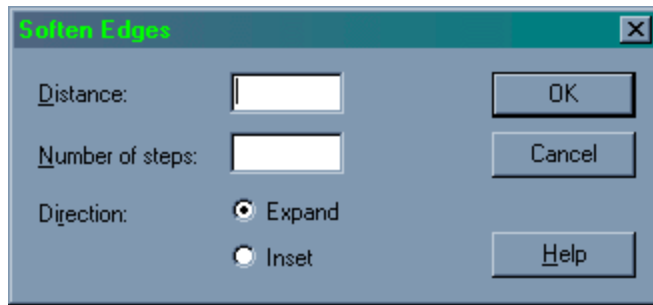 Soften Edges
Distance:
OK
Number of steps:
Cancel
Direction:
Expand
Inset
Help